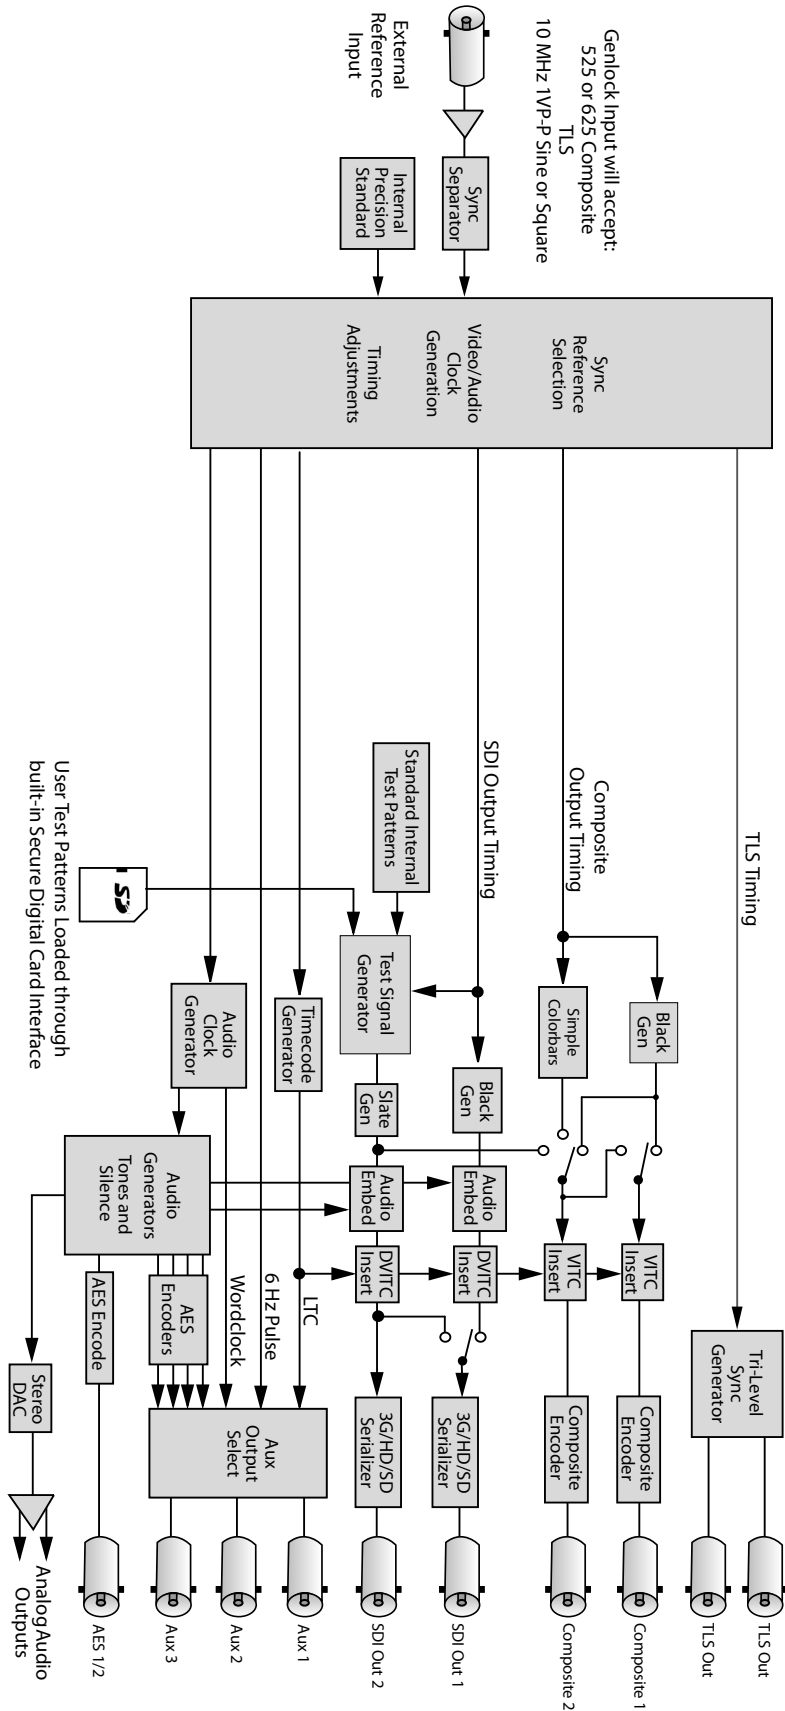 Genlock Input will accept:
525 or 625 Composite
TLS
10 MHz 1VP-P Sine or Square
External
Reference
Input
Sync
Separator
Internal
Precision
Standard
Sync
Reference
Selection
Video/Audio
Clock
Generation
Timing
Adjustments
TLS Timing
Composite
Output Timing
SDI Output Timing
Standard Internal
Test Patterns
User Test Patterns Loaded through
built-in Secure Digital Card Interface
SD
Black
Gen
Simple
Colorbars
Test Signal
Generator
Timecode
Generator
Audio
Clock
Generator
Black
Gen
Slate
Gen
Audio
Generators
Tones and
Silence
Audio
Embed
Audio
Embed
VITC
Insert
VITC
Insert
DVITC
Insert
DVITC
Insert
LTC
6 Hz Pulse
Wordclock
AES
Encoders
AES Encode
Stereo
DAC
Tri-Level
Sync
Generator
Composite
Encoder
Composite
Encoder
3G/HD/SD
Serializer
3G/HD/SD
Serializer
Aux
Output
Select
TLS Out
TLS Out
Composite 1
Composite 2
SDI Out 1
SDI Out 2
Aux 1
Aux 2
Aux 3
AES 1/2
Analog Audio
Outputs